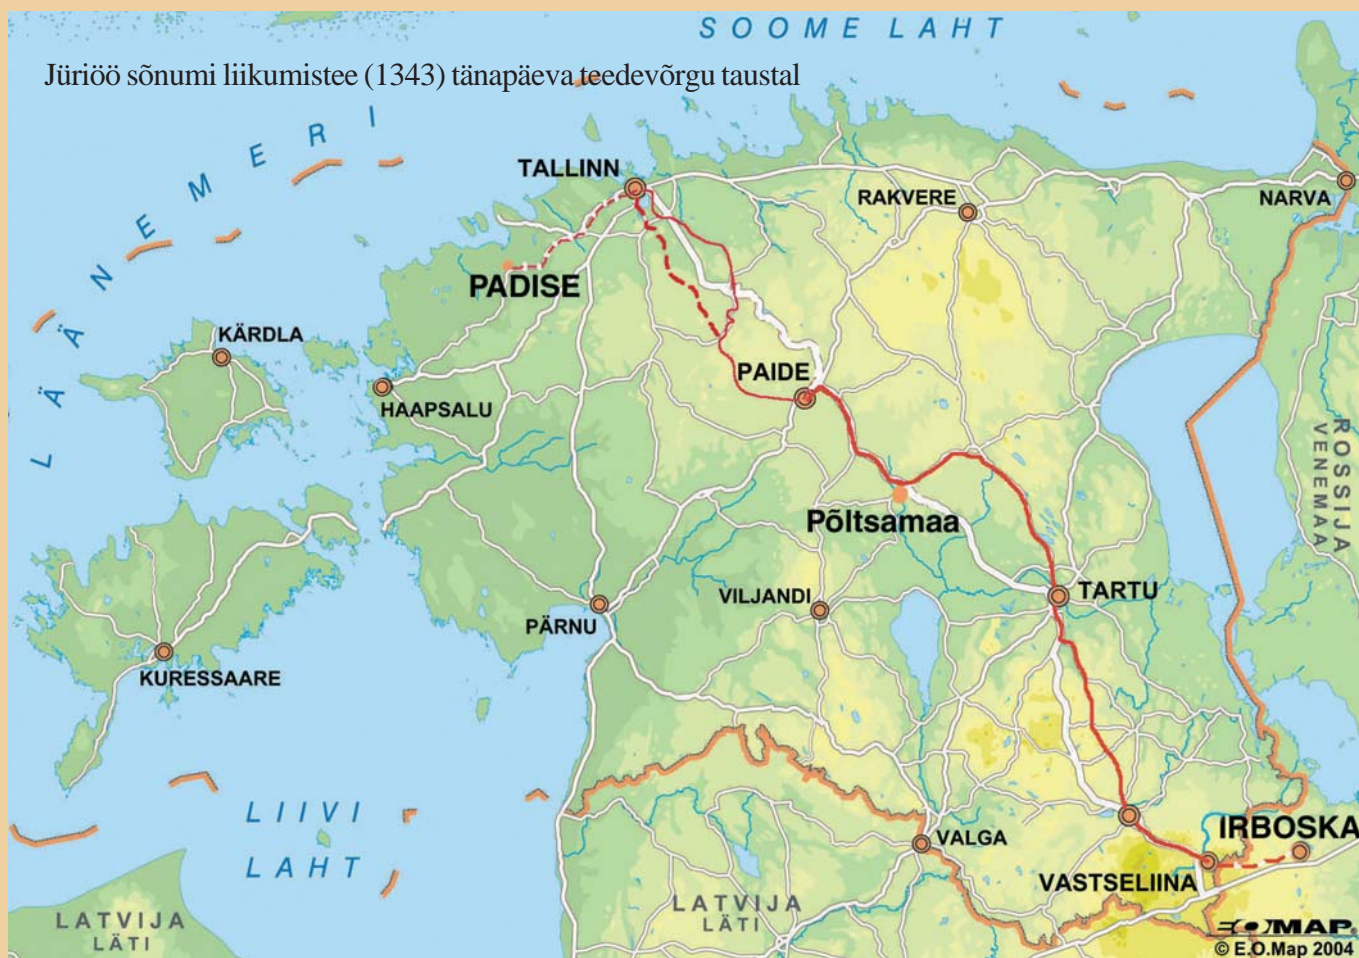 SOOME LAHT
Jüriöö sõnumi liikumistee (1343) tänapäeva teedevõrgu taustal
LÄÄNEMERI
TALLINN
RAKVERE
NARVA
PADISE
KÄRDLA
HAAPSALU
PAIDE
ROSSIJA
VENEMAA
Põltsamaa
VILJANDI
TARTU
PÄRNU
KURESSAARE
LIIVI
LAHT
VALGA
IRBOSKA
VASTSELIINA
LATVIJA
LÄTI
LATVIJA
LÄTI
E.O.MAP
© E.O.Map 2004